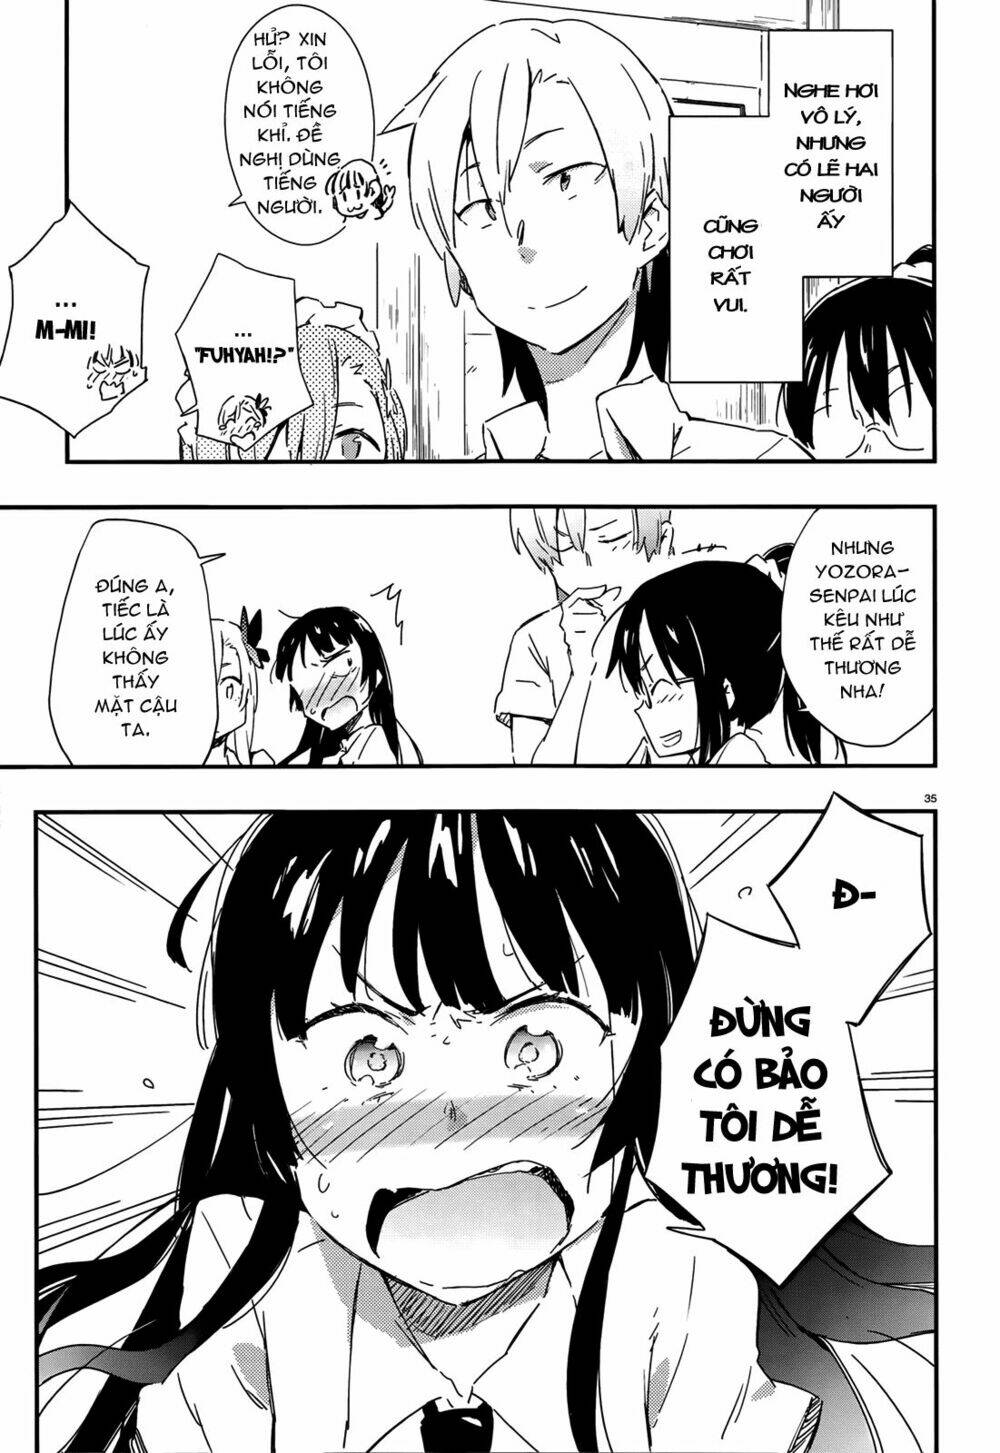 NGHE HƠI
VÔ LÝ,
NHƯNG
CÓ LẼ HAI
NGƯỜI
ẤY
CŨNG
CHƠI
RẤT
VUI.
HỬ? XIN
LỖI, TÔI
KHÔNG
NÓI TIẾNG
KHỈ. ĐỀ
NGHỊ DÙNG
TIẾNG
NGƯỜI.
...
"FUHYAH!?"
...
M-MI!
NHƯNG
YOZORA-
SENPAI LÚC
KÊU NHƯ
THẾ RẤT DỄ
THƯƠNG
NHA!
ĐÚNG A,
TIẾC LÀ
LÚC ẤY
KHÔNG
THẤY
MẶT CẬU
TA.
35
Đ-
ĐỪNG
CÓ BẢO
TÔI DỄ
THƯƠNG!